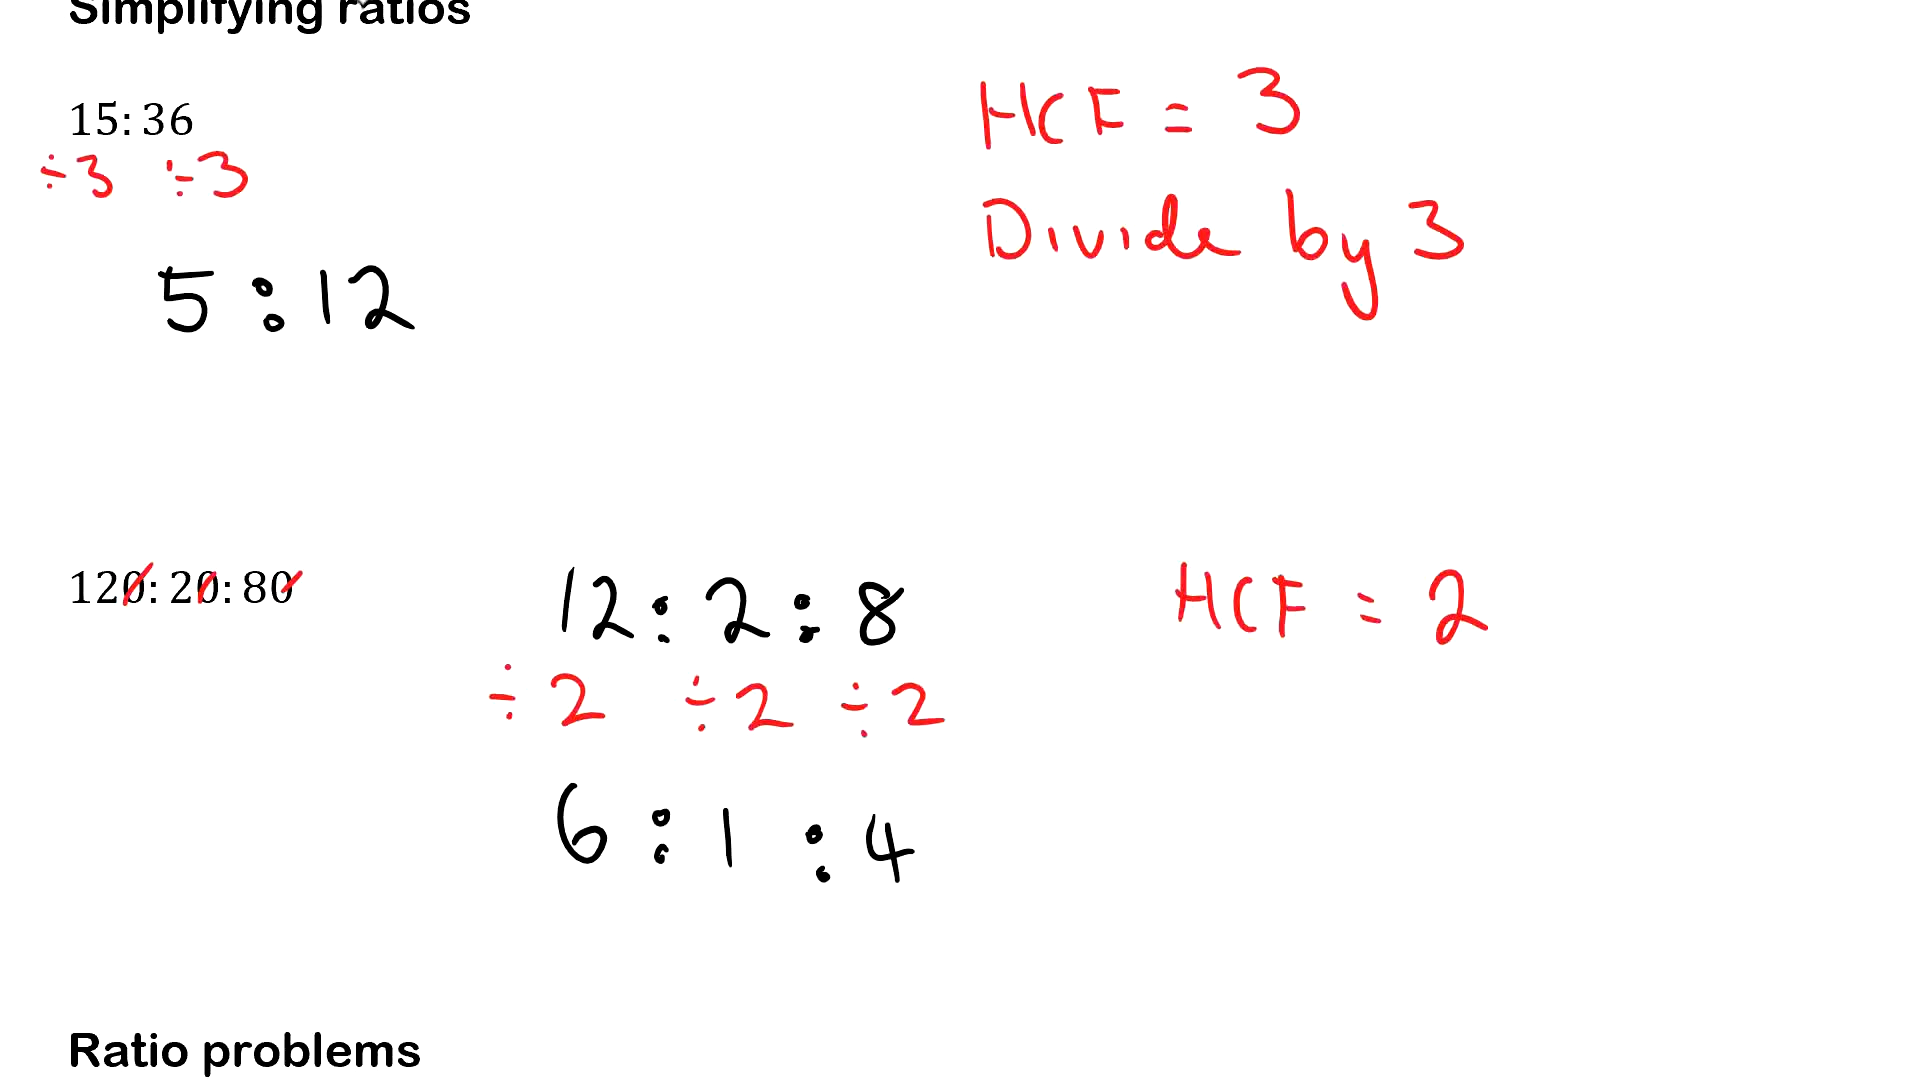 Simplifying ratios
15: 36
÷3 ÷3
5 : 12
HCF = 3
Divide by 3
120: 20: 80
12 : 2 : 8
÷ 2 ÷ 2 ÷ 2
6 : 1 : 4
HCF = 2
Ratio problems